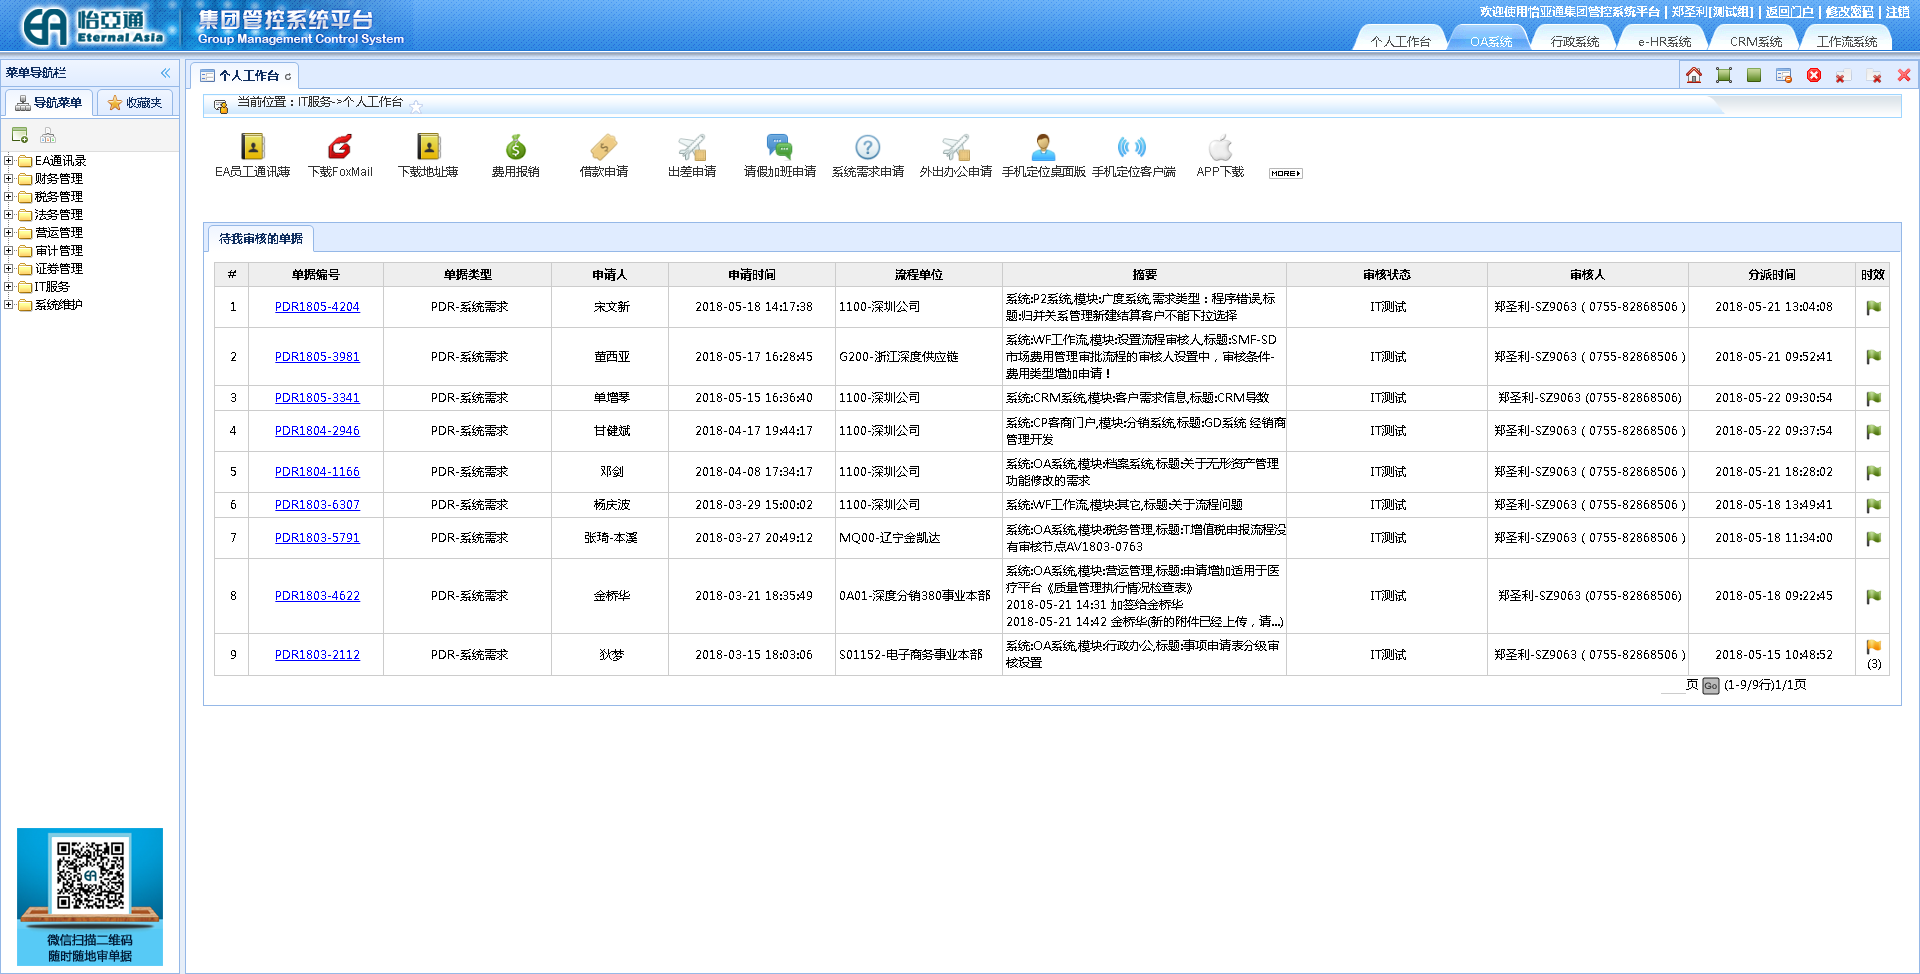 怡亞通
Eternal Asia
集团管控系统平台
Group Management Control System
欢迎使用怡亚通集团管控系统平台 | 郑圣利[测试组] | 返回门户 | 修改密码 | 注销
个人工作台 OA系统 行政系统 e-HR系统 CRM系统 工作流系统
菜单导航栏
导航菜单 收藏夹
EA通讯录
财务管理
税务管理
法务管理
营运管理
审计管理
证券管理
IT服务
系统维护
微信扫描二维码
随时随地审单据
个人工作台
当前位置：IT服务->个人工作台
EA员工通讯薄 下载FoxMail 下载地址薄 费用报销 借款申请 出差申请 请假加班申请 系统需求申请 外出办公申请 手机定位桌面版 手机定位客户端 APP下载 MORE
待我审核的单据
# 单据编号 单据类型 申请人 申请时间 流程单位 摘要 审核状态 审核人 分派时间 时效
1 PDR1805-4204 PDR-系统需求 宋文新 2018-05-18 14:17:38 1100-深圳公司 系统:P2系统,模块:广度系统,需求类型：程序错误,标
题:归并关系管理新建结算客户不能下拉选择 IT测试 郑圣利-SZ9063 ( 0755-82868506 ) 2018-05-21 13:04:08
2 PDR1805-3981 PDR-系统需求 董西亚 2018-05-17 16:28:45 G200-浙江深度供应链 系统:WF工作流,模块:设置流程审核人,标题:SMF-SD
市场费用管理审批流程的审核人设置中，审核条件-
费用类型增加申请！ IT测试 郑圣利-SZ9063 ( 0755-82868506 ) 2018-05-21 09:52:41
3 PDR1805-3341 PDR-系统需求 单增琴 2018-05-15 16:36:40 1100-深圳公司 系统:CRM系统,模块:客户需求信息,标题:CRM导数 IT测试 郑圣利-SZ9063 (0755-82868506) 2018-05-22 09:30:54
4 PDR1804-2946 PDR-系统需求 甘健斌 2018-04-17 19:44:17 1100-深圳公司 系统:CP客商门户,模块:分销系统,标题:GD系统 经销商
管理开发 IT测试 郑圣利-SZ9063 ( 0755-82868506 ) 2018-05-22 09:37:54
5 PDR1804-1166 PDR-系统需求 邓剑 2018-04-08 17:34:17 1100-深圳公司 系统:OA系统,模块:档案系统,标题:关于无形资产管理
功能修改的需求 IT测试 郑圣利-SZ9063 ( 0755-82868506 ) 2018-05-21 18:28:02
6 PDR1803-6307 PDR-系统需求 杨庆波 2018-03-29 15:00:02 1100-深圳公司 系统:WF工作流,模块:其它,标题:关于流程问题 IT测试 郑圣利-SZ9063 ( 0755-82868506 ) 2018-05-18 13:49:41
7 PDR1803-5791 PDR-系统需求 张琦-本溪 2018-03-27 20:49:12 MQ00-辽宁金凯达 系统:OA系统,模块:税务管理,标题:IT增值税申报流程没
有审核节点AV1803-0763 IT测试 郑圣利-SZ9063 ( 0755-82868506 ) 2018-05-18 11:34:00
8 PDR1803-4622 PDR-系统需求 金桥华 2018-03-21 18:35:49 0A01-深度分销380事业本部 系统:OA系统,模块:营运管理,标题:申请增加适用于医
疗平台《质量管理执行情况检查表》
2018-05-21 14:31 加签给金桥华
2018-05-21 14:42 金桥华(新的附件已经上传，请...) IT测试 郑圣利-SZ9063 (0755-82868506) 2018-05-18 09:22:45
9 PDR1803-2112 PDR-系统需求 狄梦 2018-03-15 18:03:06 S01152-电子商务事业本部 系统:OA系统,模块:行政办公,标题:事项申请表分级审
核设置 IT测试 郑圣利-SZ9063 ( 0755-82868506 ) 2018-05-15 10:48:52 (3)
页 Go (1-9/9行)1/1页